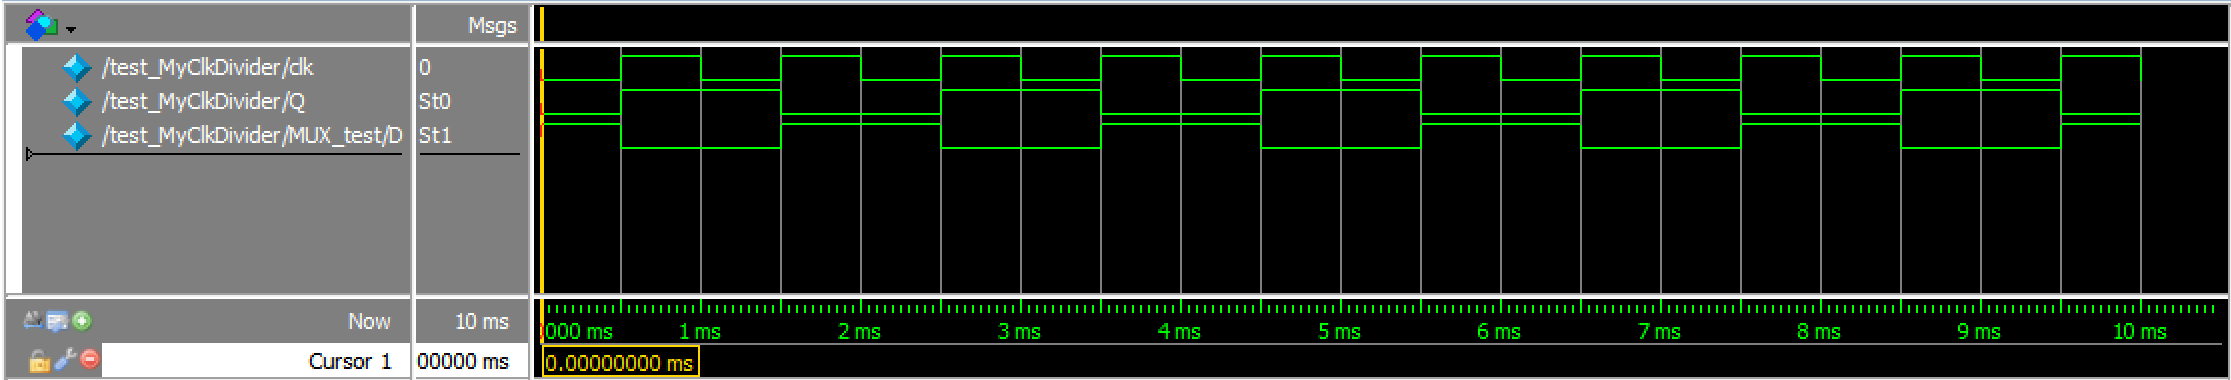 Msgs
/test_MyClkDivider/clk 0
/test_MyClkDivider/Q St0
/test_MyClkDivider/MUX_test/D St1
Now 10 ms 000 ms 1 ms 2 ms 3 ms 4 ms 5 ms 6 ms 7 ms 8 ms 9 ms 10 ms
Cursor 1 00000 ms 0.00000000 ms